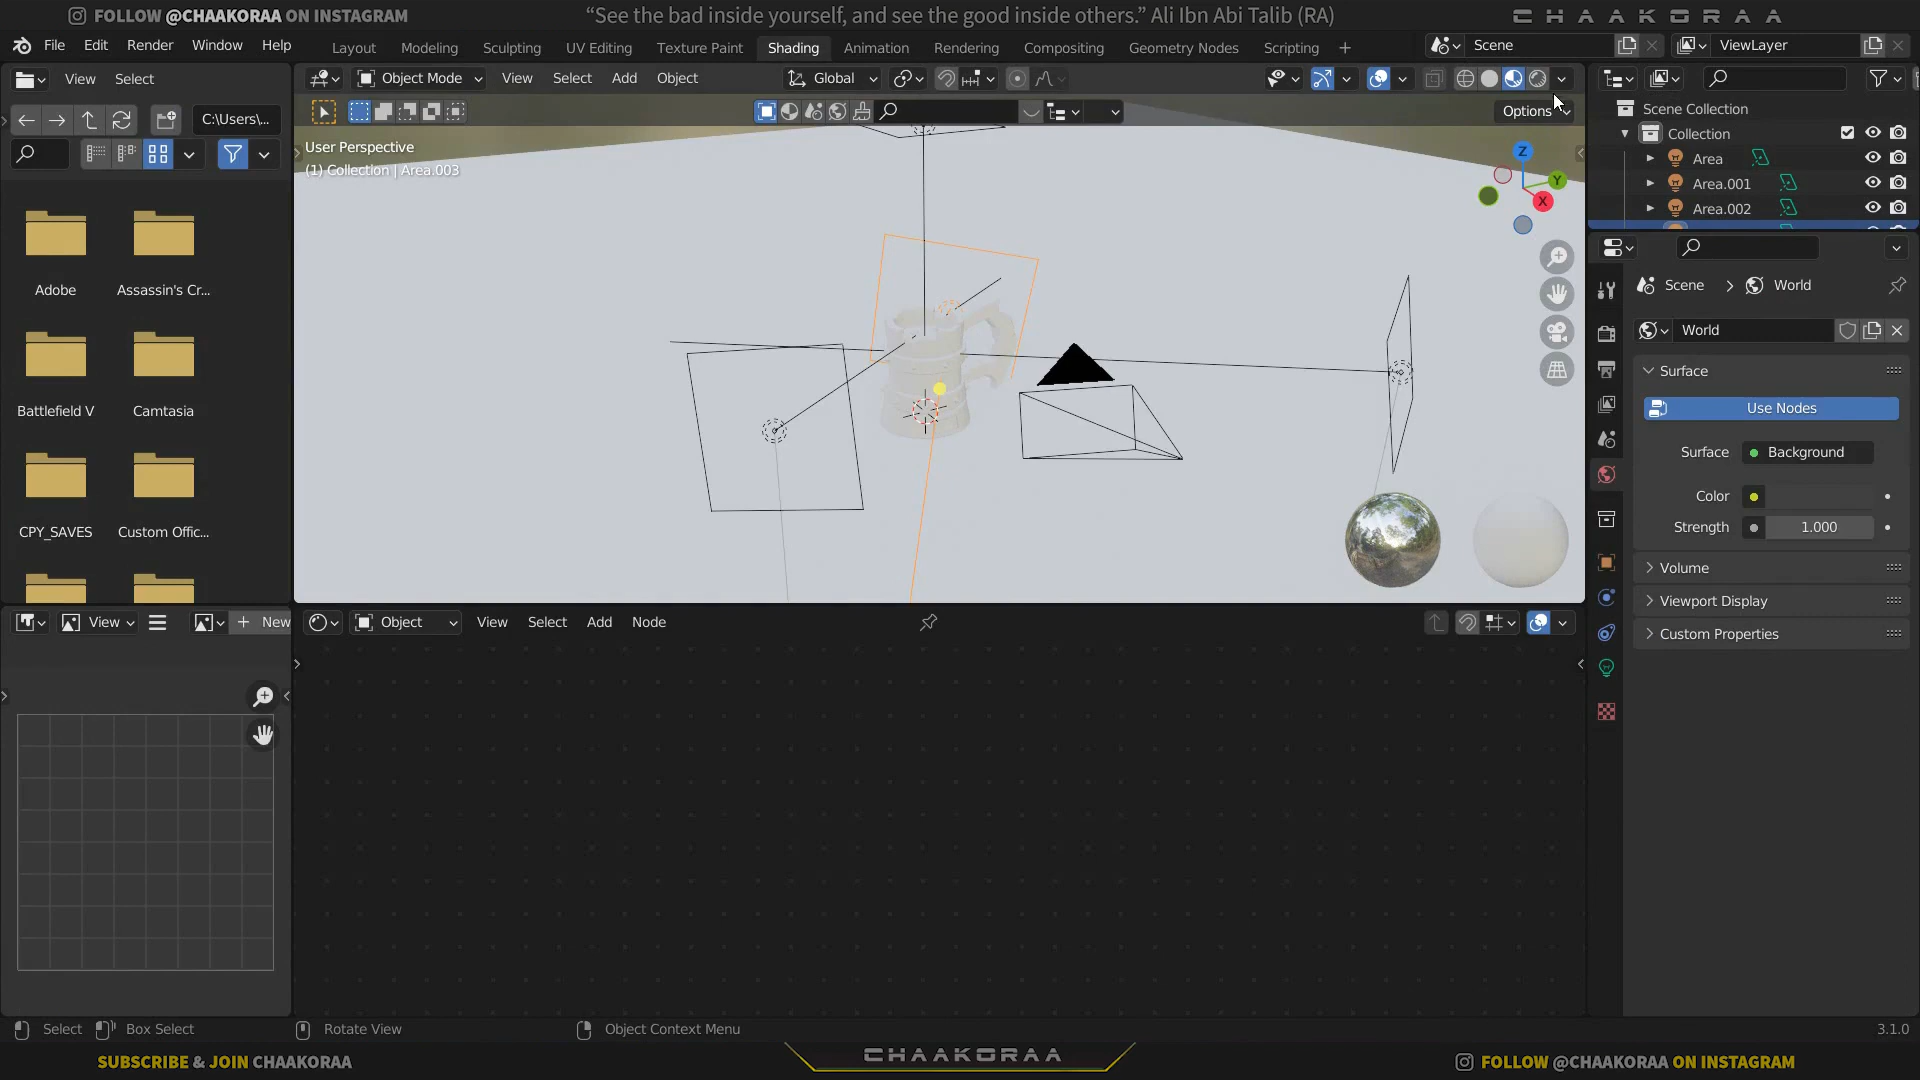 FOLLOW @CHAAKORAA ON INSTAGRAM
“See the bad inside yourself, and see the good inside others.” Ali Ibn Abi Talib (RA)
CHAAKORAA
File Edit Render Window Help
Layout Modeling Sculpting UV Editing Texture Paint Shading Animation Rendering Compositing Geometry Nodes Scripting
Scene
ViewLayer
View Select
Object Mode View Select Add Object
Global
C:\Users\...
Options
User Perspective
(1) Collection | Area.003
Z
Y
X
Scene Collection
Collection
Area
Area.001
Area.002
Adobe
Assassin's Cr...
Battlefield V
Camtasia
CPY_SAVES
Custom Offic...
Scene > World
World
Surface
Use Nodes
Surface Background
Color
Strength 1.000
Volume
Viewport Display
Custom Properties
View
New
Object View Select Add Node
Select
Box Select
Rotate View
Object Context Menu
3.1.0
SUBSCRIBE & JOIN CHAAKORAA
CHAAKORAA
FOLLOW @CHAAKORAA ON INSTAGRAM